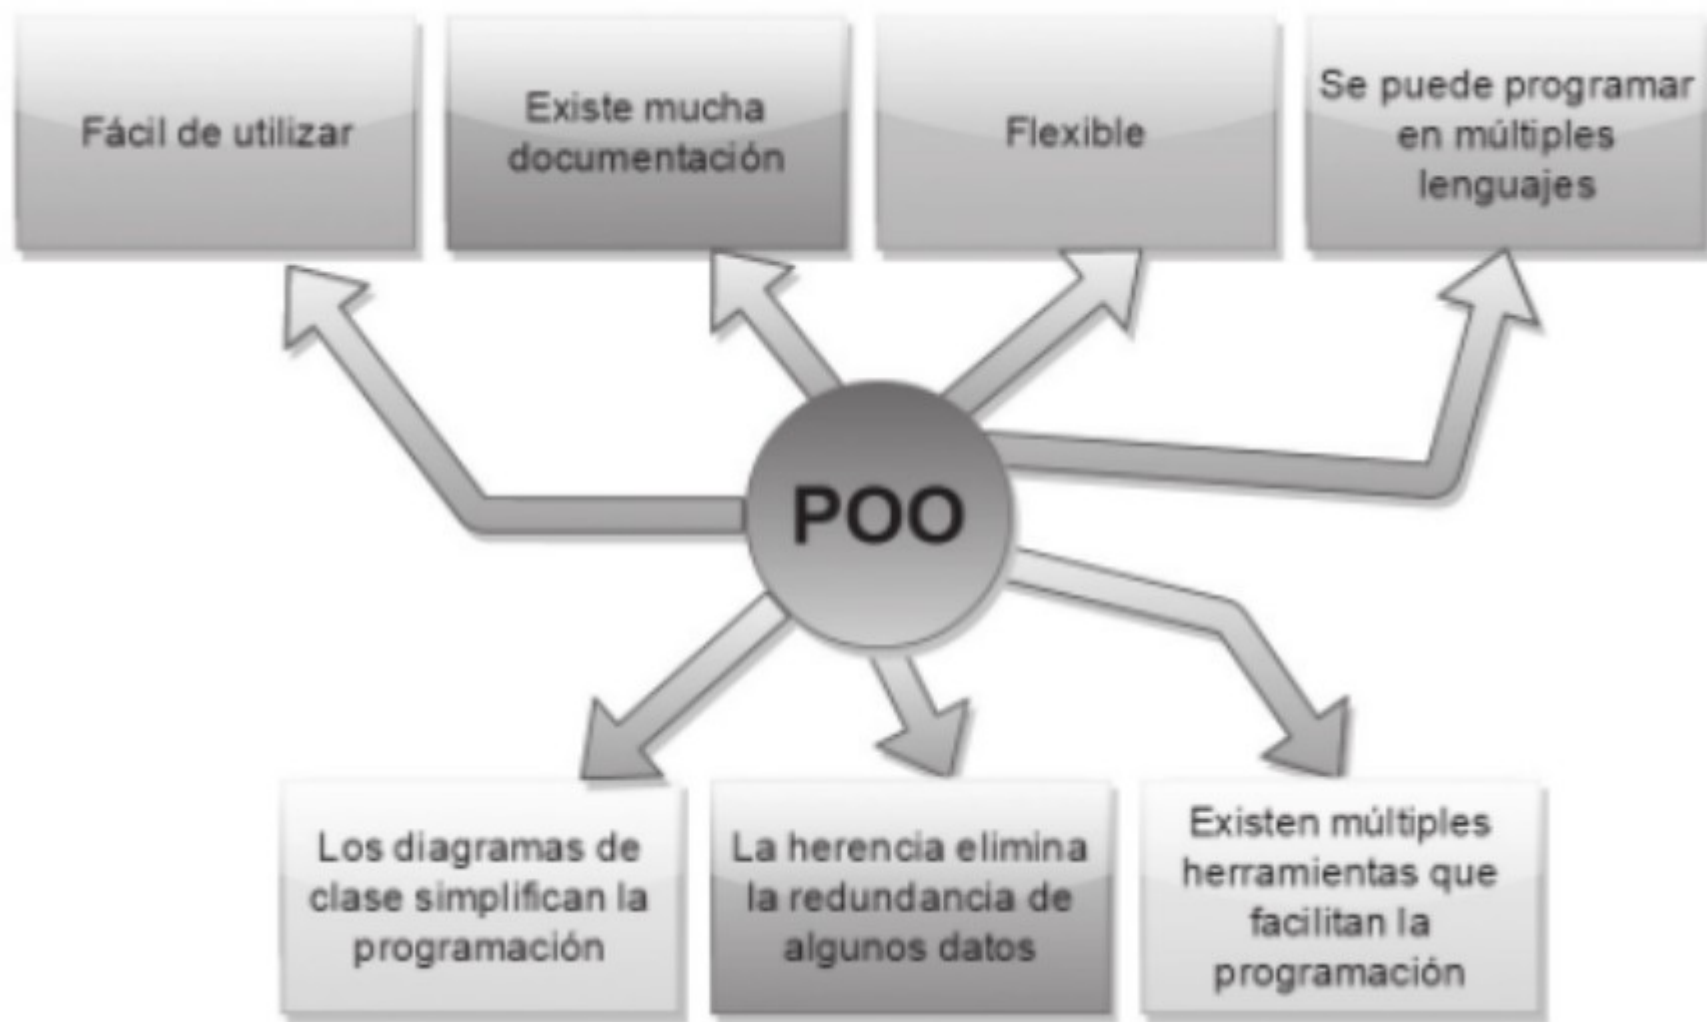 Fácil de utilizar
Existe mucha
documentación
Flexible
Se puede programar
en múltiples
lenguajes
POO
Los diagramas de
clase simplifican la
programación
La herencia elimina
la redundancia de
algunos datos
Existen múltiples
herramientas que
facilitan la
programación